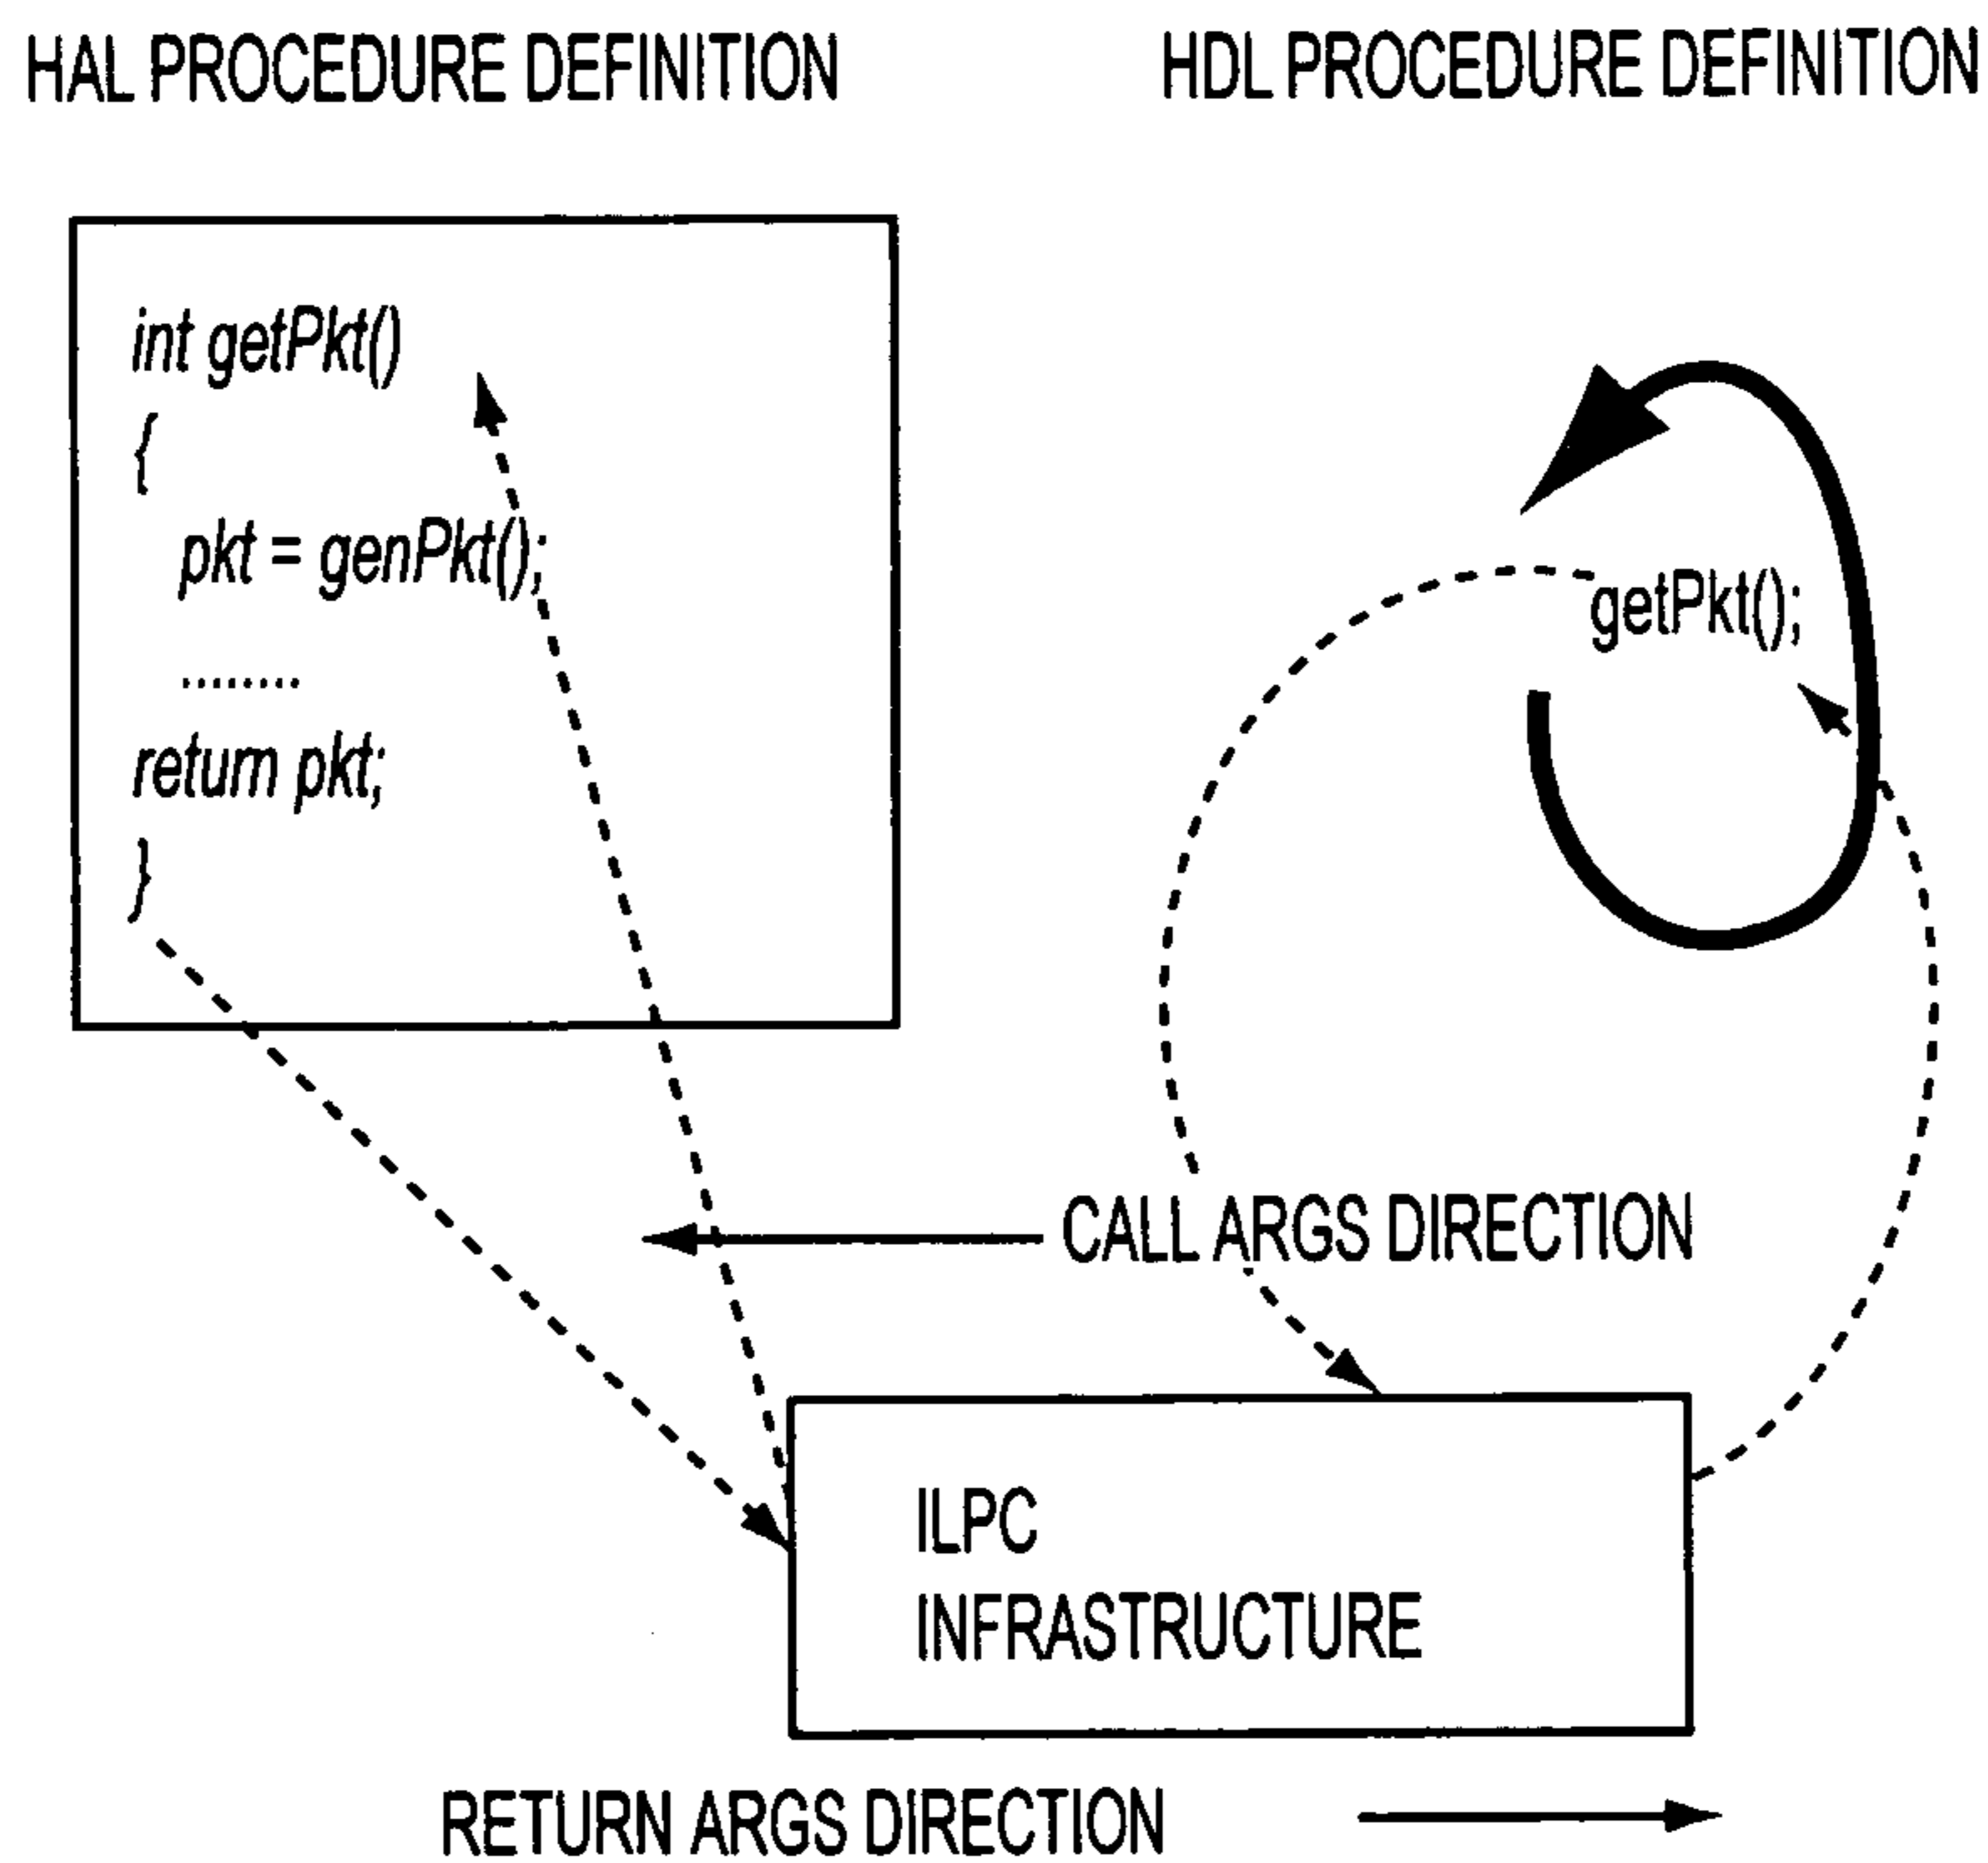 HAL PROCEDURE DEFINITION
HDL PROCEDURE DEFINITION
int getPkt()
{
pkt = genPkt();
........
return pkt;
}
getPkt();
CALL ARGS DIRECTION
ILPC
INFRASTRUCTURE
RETURN ARGS DIRECTION